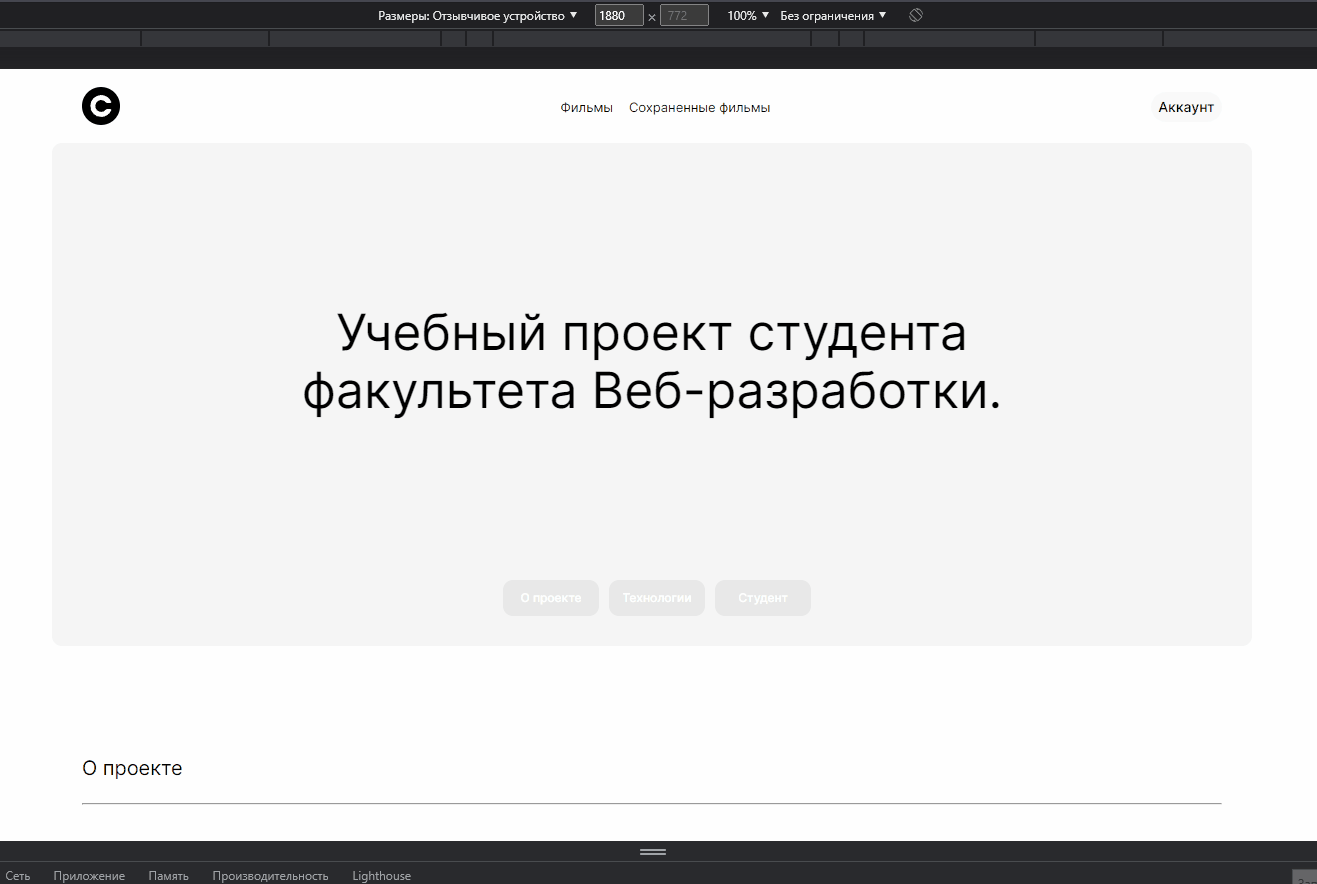 Размеры: Отзывчивое устройство ▼ 1880 × 772 100% ▼ Без ограничения ▼
C Фильмы Сохраненные фильмы Аккаунт
Учебный проект студента
факультета Веб-разработки.
О проекте Технологии Студент
О проекте
Сеть Приложение Память Производительность Lighthouse